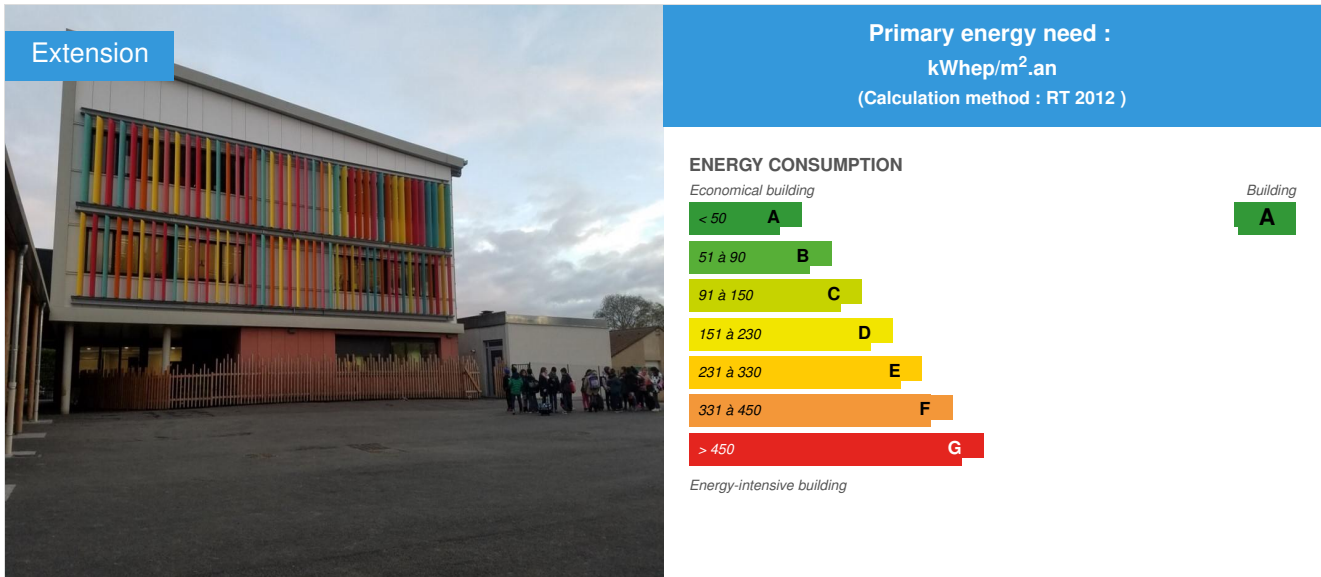 Extension
Primary energy need :
kWhep/m².an
(Calculation method : RT 2012 )
ENERGY CONSUMPTION
Economical building
Building
< 50 A
A
51 à 90 B
91 à 150 C
151 à 230 D
231 à 330 E
331 à 450 F
> 450 G
Energy-intensive building